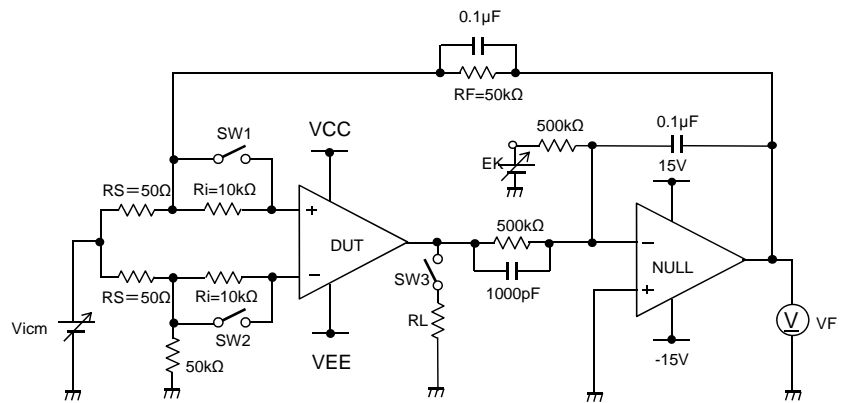 0.1μF
RF=50kΩ
SW1
VCC
EK
500kΩ
0.1μF
15V
RS=50Ω
Ri=10kΩ
+
DUT
500kΩ
−
NULL
RS=50Ω
Ri=10kΩ
−
SW3
1000pF
+
Vicm
SW2
VEE
RL
-15V
V
VF
50kΩ